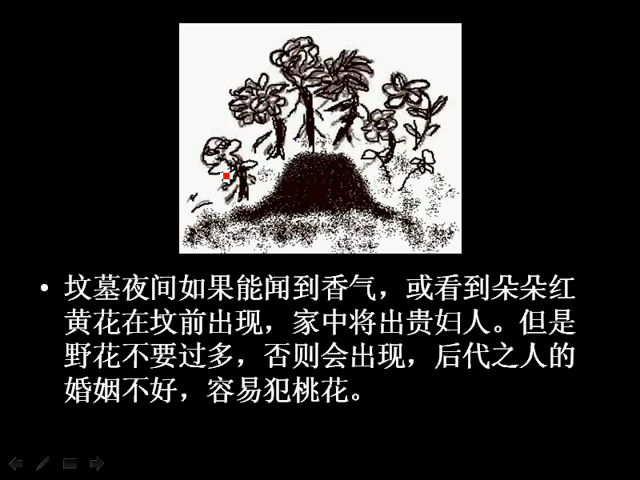 • 坟墓夜间如果能闻到香气，或看到朵朵红
黄花在坟前出现，家中将出贵妇人。但是
野花不要过多，否则会出现，后代之人的
婚姻不好，容易犯桃花。